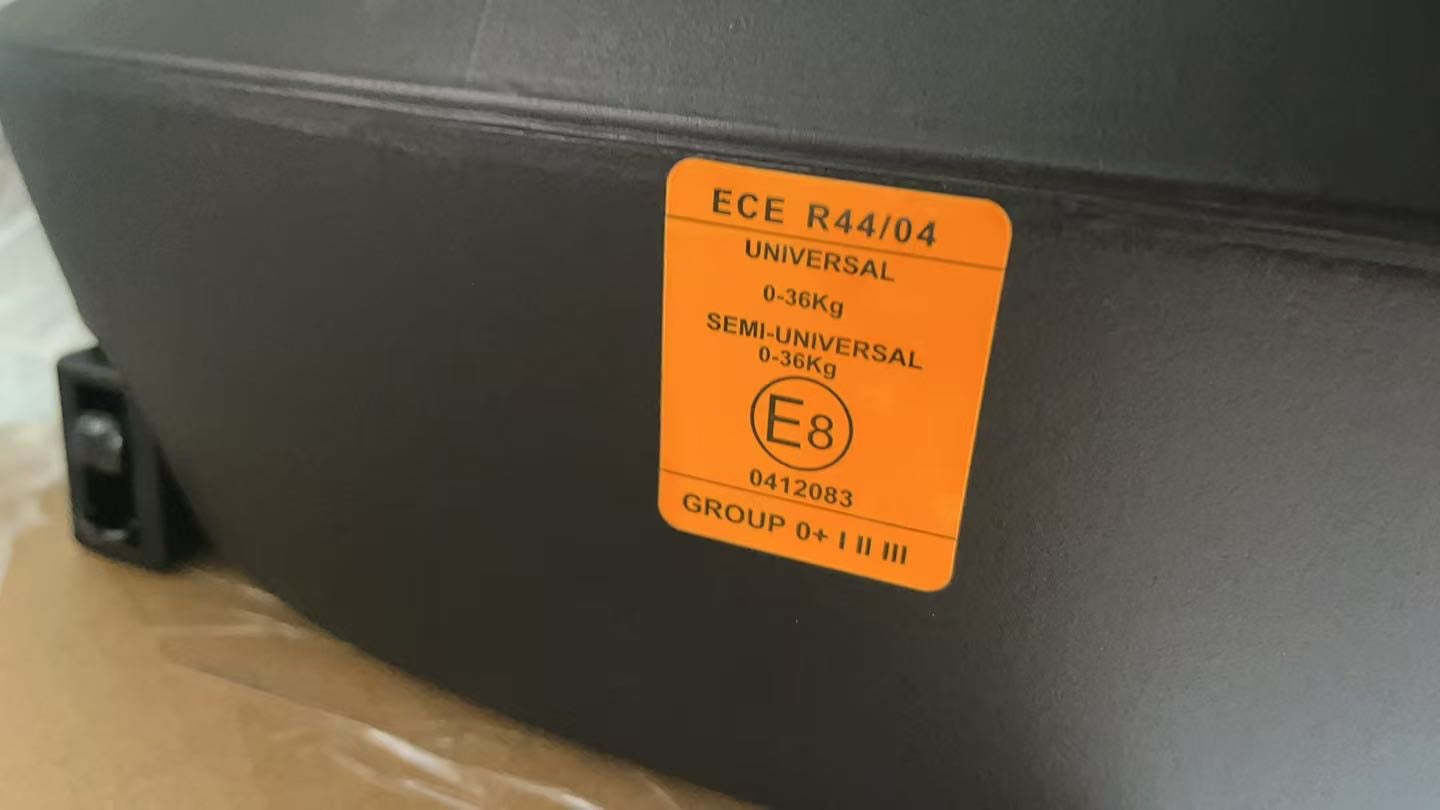 ECE R44/04
UNIVERSAL
0-36Kg
SEMI-UNIVERSAL
0-36Kg
E8
0412083
GROUP 0+ I II III